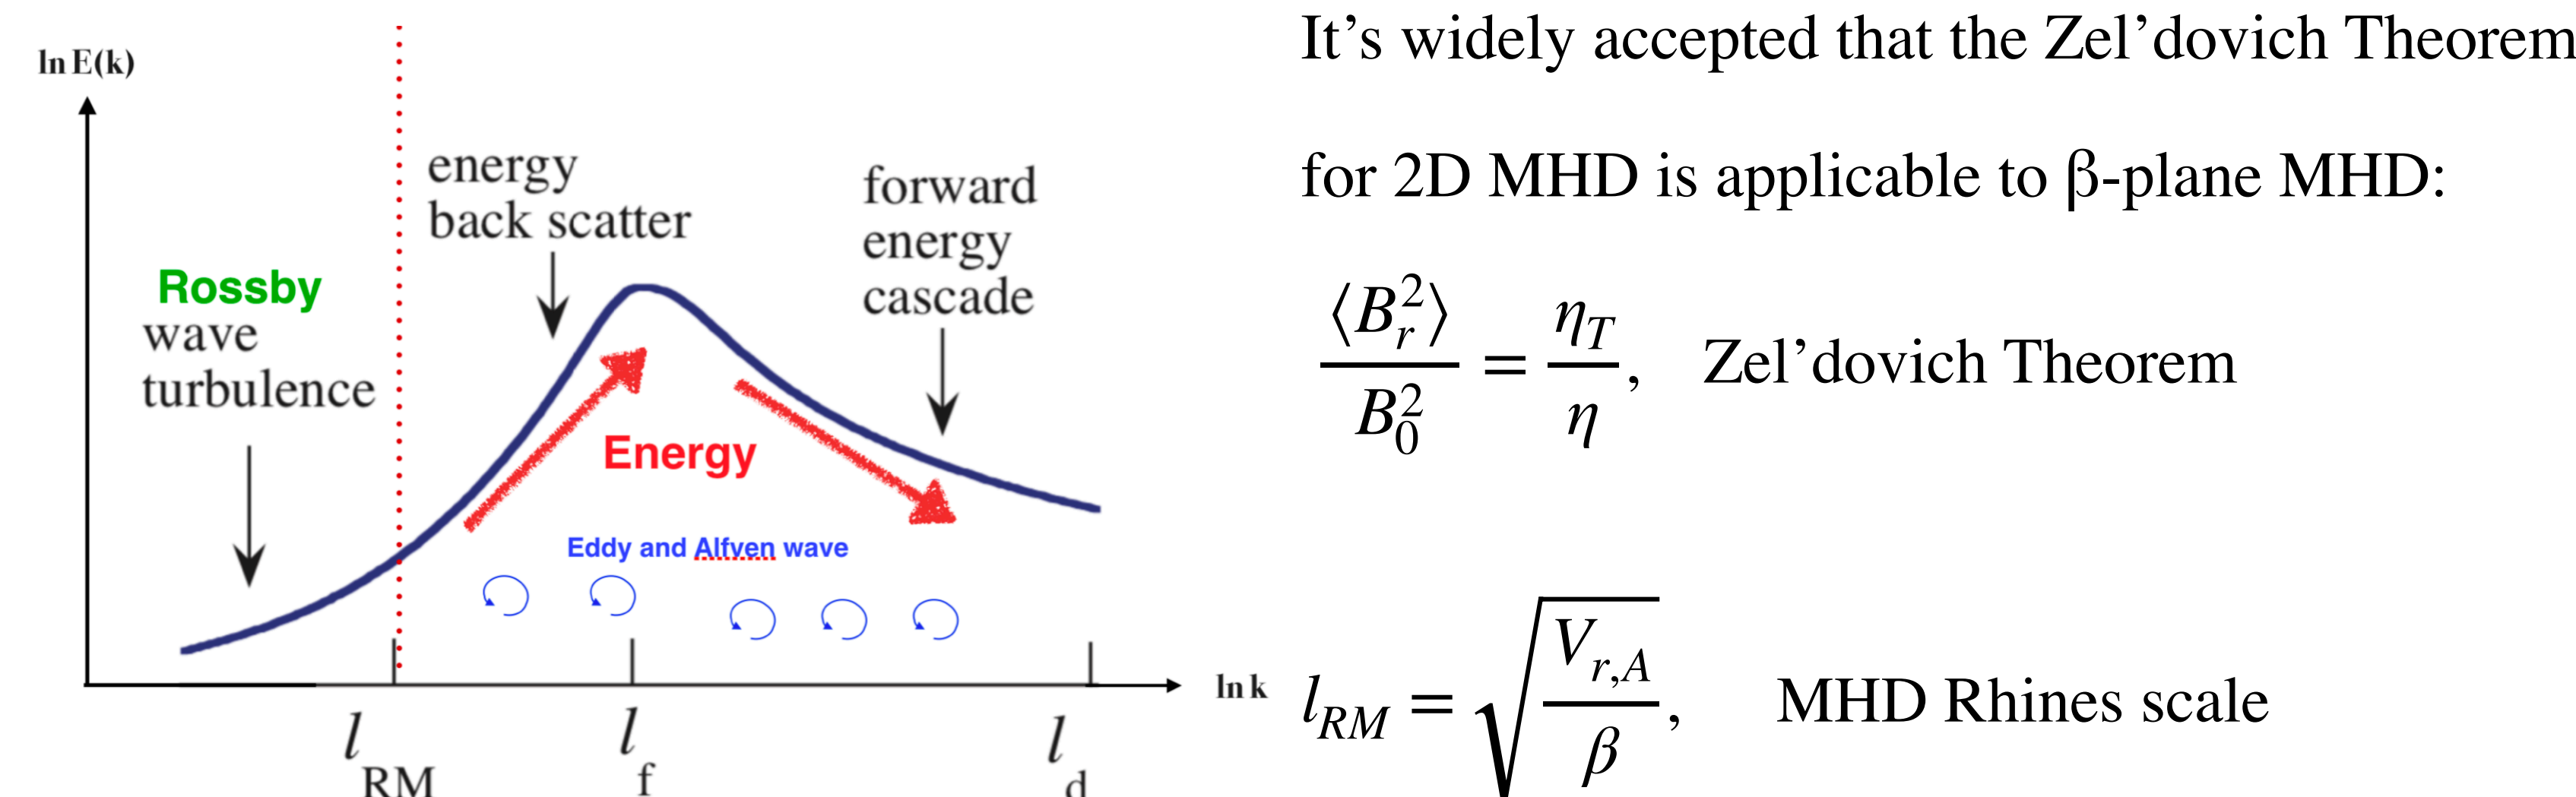 ln E(k)
energy
back scatter
forward
energy
cascade
Rossby
wave
turbulence
Energy
Eddy and Alfven wave
ln k
l RM
l f
l d
It’s widely accepted that the Zel’dovich Theorem
for 2D MHD is applicable to β-plane MHD:
⟨B_r^2⟩ / B_0^2 = η_T / η, Zel’dovich Theorem
l_RM = √(V_{r,A} / β), MHD Rhines scale